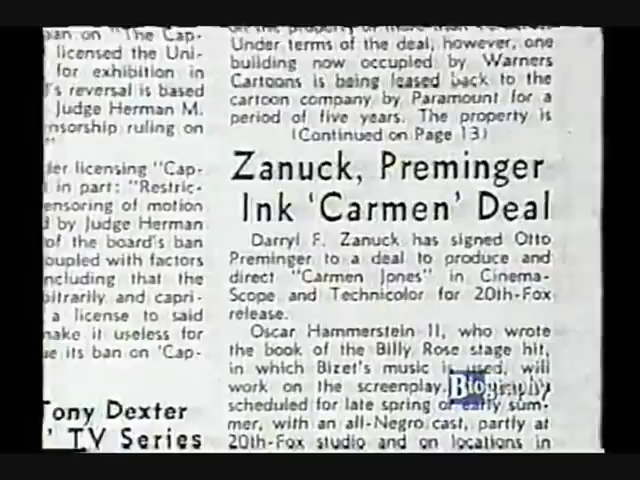 ban on "The Cap-
licensed the Uni-
for exhibition in
's reversal is based
Judge Herman M.
nsorship ruling on
"
er licensing "Cap-
in part: "Restric-
ensoring of motion
d by Judge Herman
of the board's ban
oupled with factors
ncluding that the
bitrarily and capri-
a license to said
make it useless for
ue its ban on 'Cap-
Tony Dexter
' TV Series
Under terms of the deal, however, one
building now occupied by Warners
Cartoons is being leased back to the
cartoon company by Paramount for a
period of five years. The property is
(Continued on Page 13)
Zanuck, Preminger
Ink 'Carmen' Deal
Darryl F. Zanuck has signed Otto
Preminger to a deal to produce and
direct "Carmen Jones" in Cinema-
Scope and Technicolor for 20th-Fox
release.
Oscar Hammerstein II, who wrote
the book of the Billy Rose stage hit,
in which Bizet's music is used, will
work on the screenplay.
scheduled for late spring or early sum-
mer, with an all-Negro cast, partly at
20th-Fox studio and on locations in
Biography